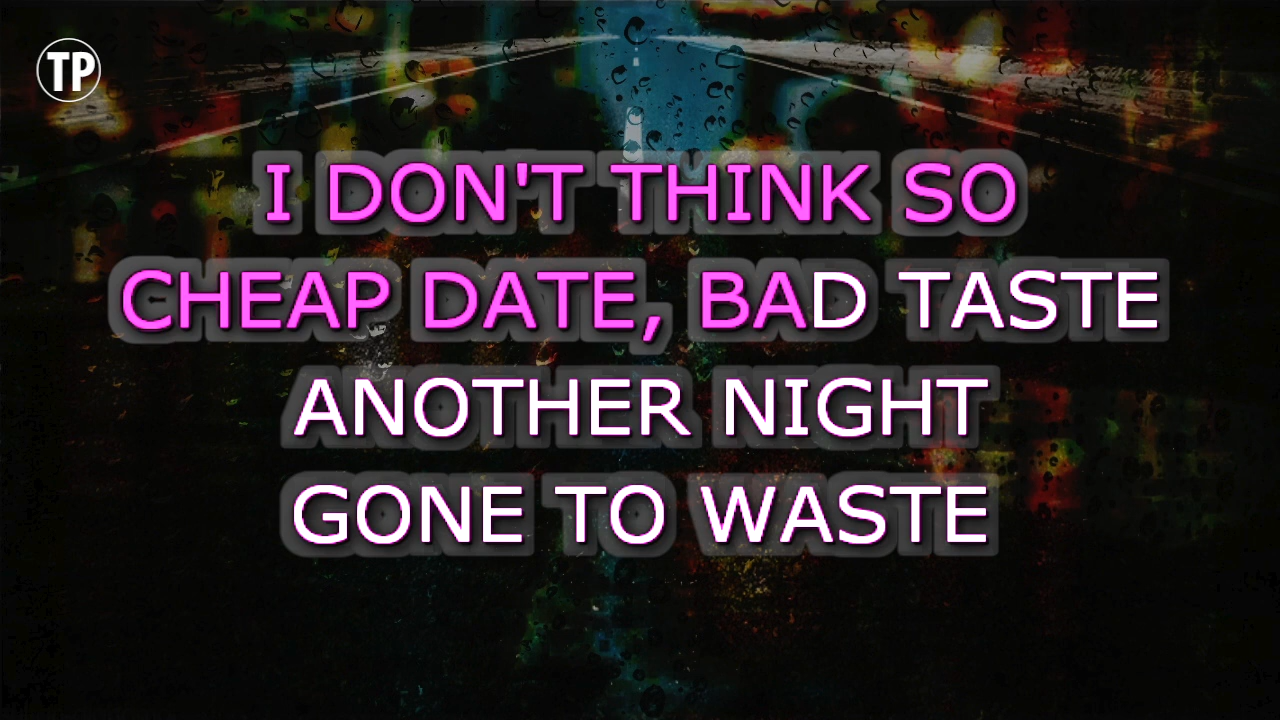 TP
I DON'T THINK SO
CHEAP DATE, BAD TASTE
ANOTHER NIGHT
GONE TO WASTE